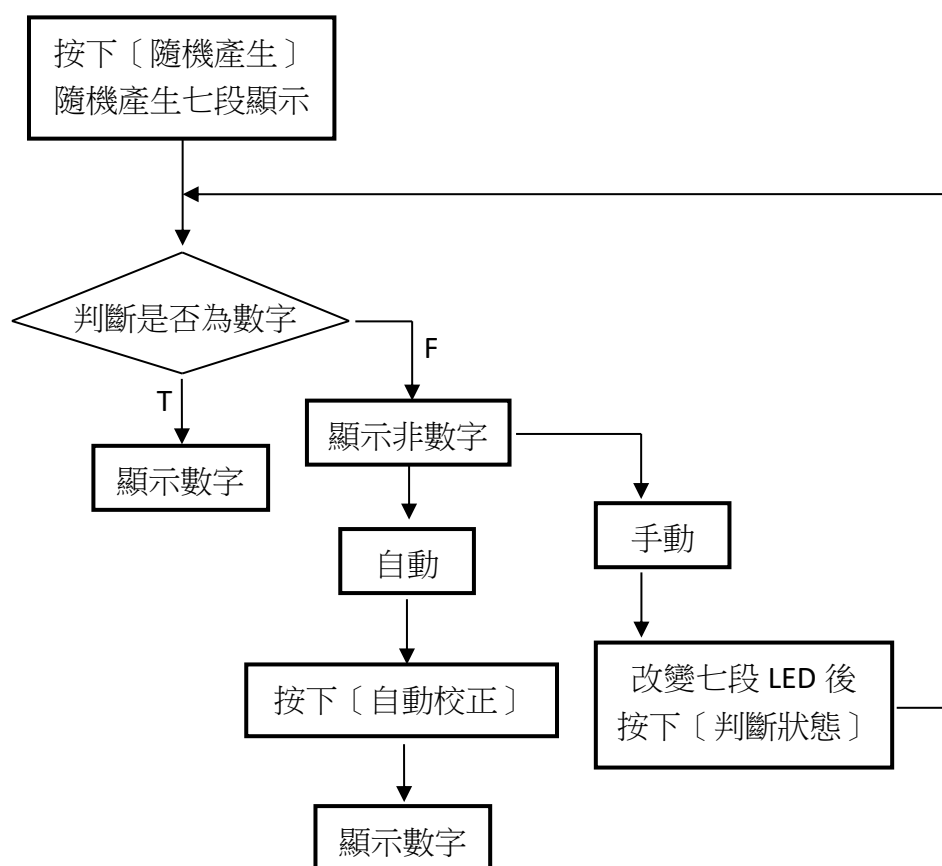 按下〔隨機產生〕
隨機產生七段顯示
判斷是否為數字
F
T
顯示非數字
顯示數字
手動
自動
改變七段 LED 後
按下〔自動校正〕
按下〔判斷狀態〕
顯示數字